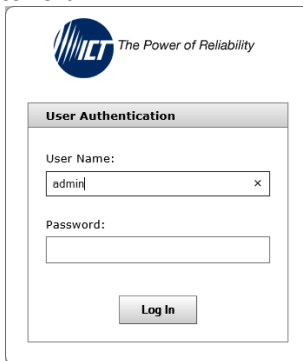 ICT The Power of Reliability
User Authentication
User Name:
admin ×
Password:
Log In